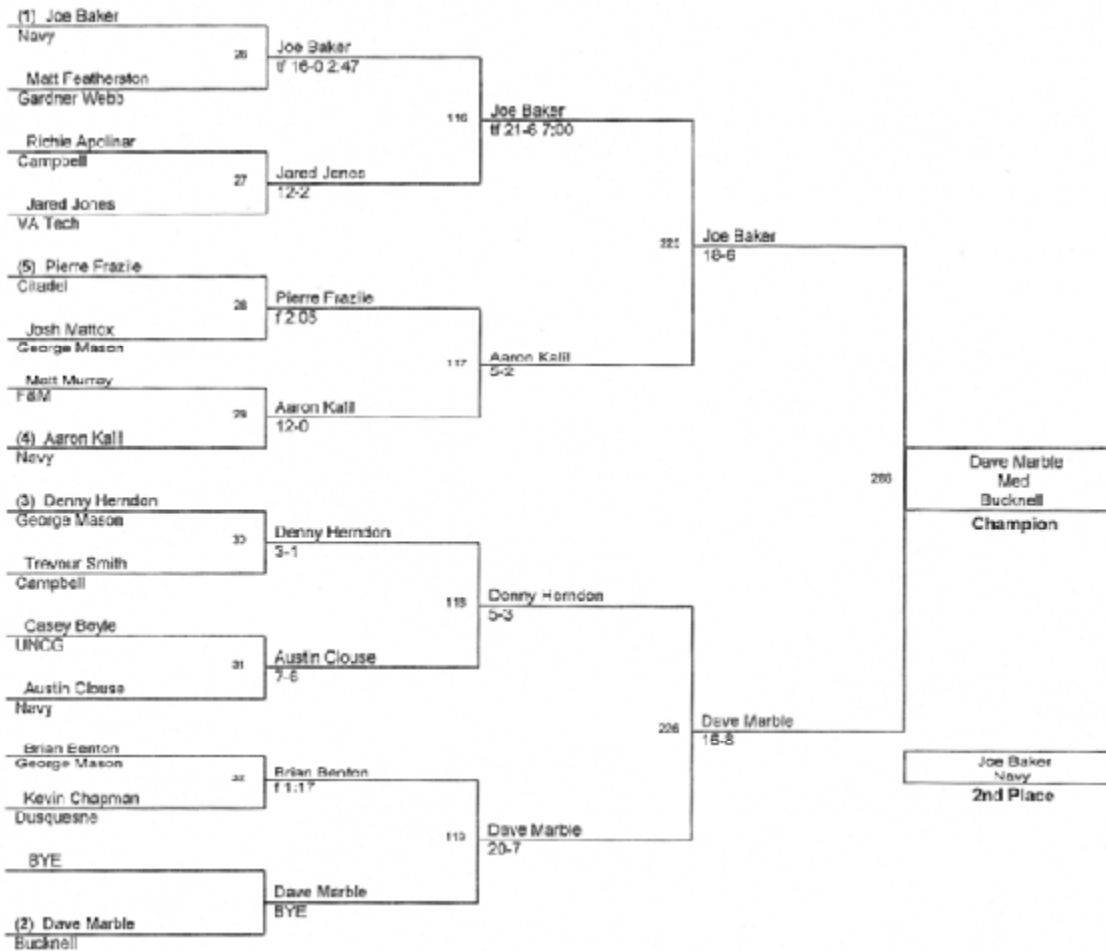 (1) Joe Baker
Navy
26
Joe Baker
tf 16-0 2:47
Matt Featherston
Gardner Webb
116
Joe Baker
tf 21-6 7:00
Richie Apolinar
Campbell
27
Jared Jones
12-2
Jared Jones
VA Tech
225
Joe Baker
18-6
(5) Pierre Frazile
Citadel
28
Pierre Frazile
Josh Mattox
George Mason
117
Aaron Kalil
5-2
Matt Murray
F&M
29
Aaron Kalil
12-0
(4) Aaron Kalil
Navy
Dave Marble
Med
Bucknell
Champion
(3) Denny Herndon
George Mason
30
Denny Herndon
3-1
Trevour Smith
Campbell
118
Denny Herndon
5-3
Casey Boyle
UNCG
31
Austin Clouse
7-6
Austin Clouse
Navy
226
Dave Marble
16-8
Brian Benton
George Mason
32
Brian Benton
f 1:17
Kevin Chapman
Dusquesne
119
Dave Marble
20-7
BYE
Dave Marble
BYE
(2) Dave Marble
Bucknell
Joe Baker
Navy
2nd Place